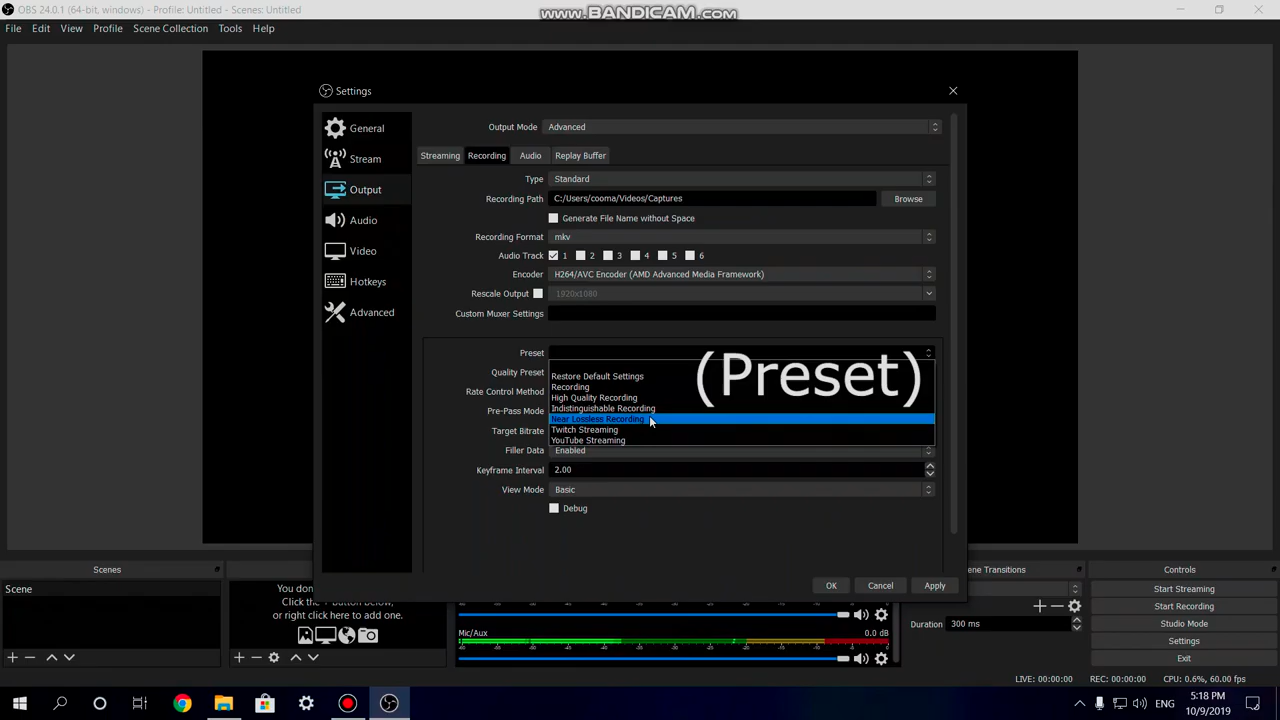 OBS 24.0.1 (64-bit, windows) - Profile: Untitled - Scenes: Untitled
www.BANDICAM.com
File Edit View Profile Scene Collection Tools Help
Settings
General
Stream
Output
Audio
Video
Hotkeys
Advanced
Output Mode Advanced
Streaming Recording Audio Replay Buffer
Type Standard
Recording Path C:/Users/cooma/Videos/Captures Browse
Generate File Name without Space
Recording Format mkv
Audio Track 1 2 3 4 5 6
Encoder H264/AVC Encoder (AMD Advanced Media Framework)
Rescale Output 1920x1080
Custom Muxer Settings
Preset
(Preset)
Quality Preset
Restore Default Settings
Recording
Rate Control Method
High Quality Recording
Pre-Pass Mode
Indistinguishable Recording
Near Lossless Recording
Target Bitrate
Twitch Streaming
YouTube Streaming
Filler Data Enabled
Keyframe Interval 2.00
View Mode Basic
Debug
OK Cancel Apply
Scenes
Scene
You don
Click the + button below,
or right click here to add one.
Mic/Aux 0.0 dB
ene Transitions
Duration 300 ms
Controls
Start Streaming
Start Recording
Studio Mode
Settings
Exit
LIVE: 00:00:00 REC: 00:00:00 CPU: 0.6%, 60.00 fps
ENG
5:18 PM
10/9/2019